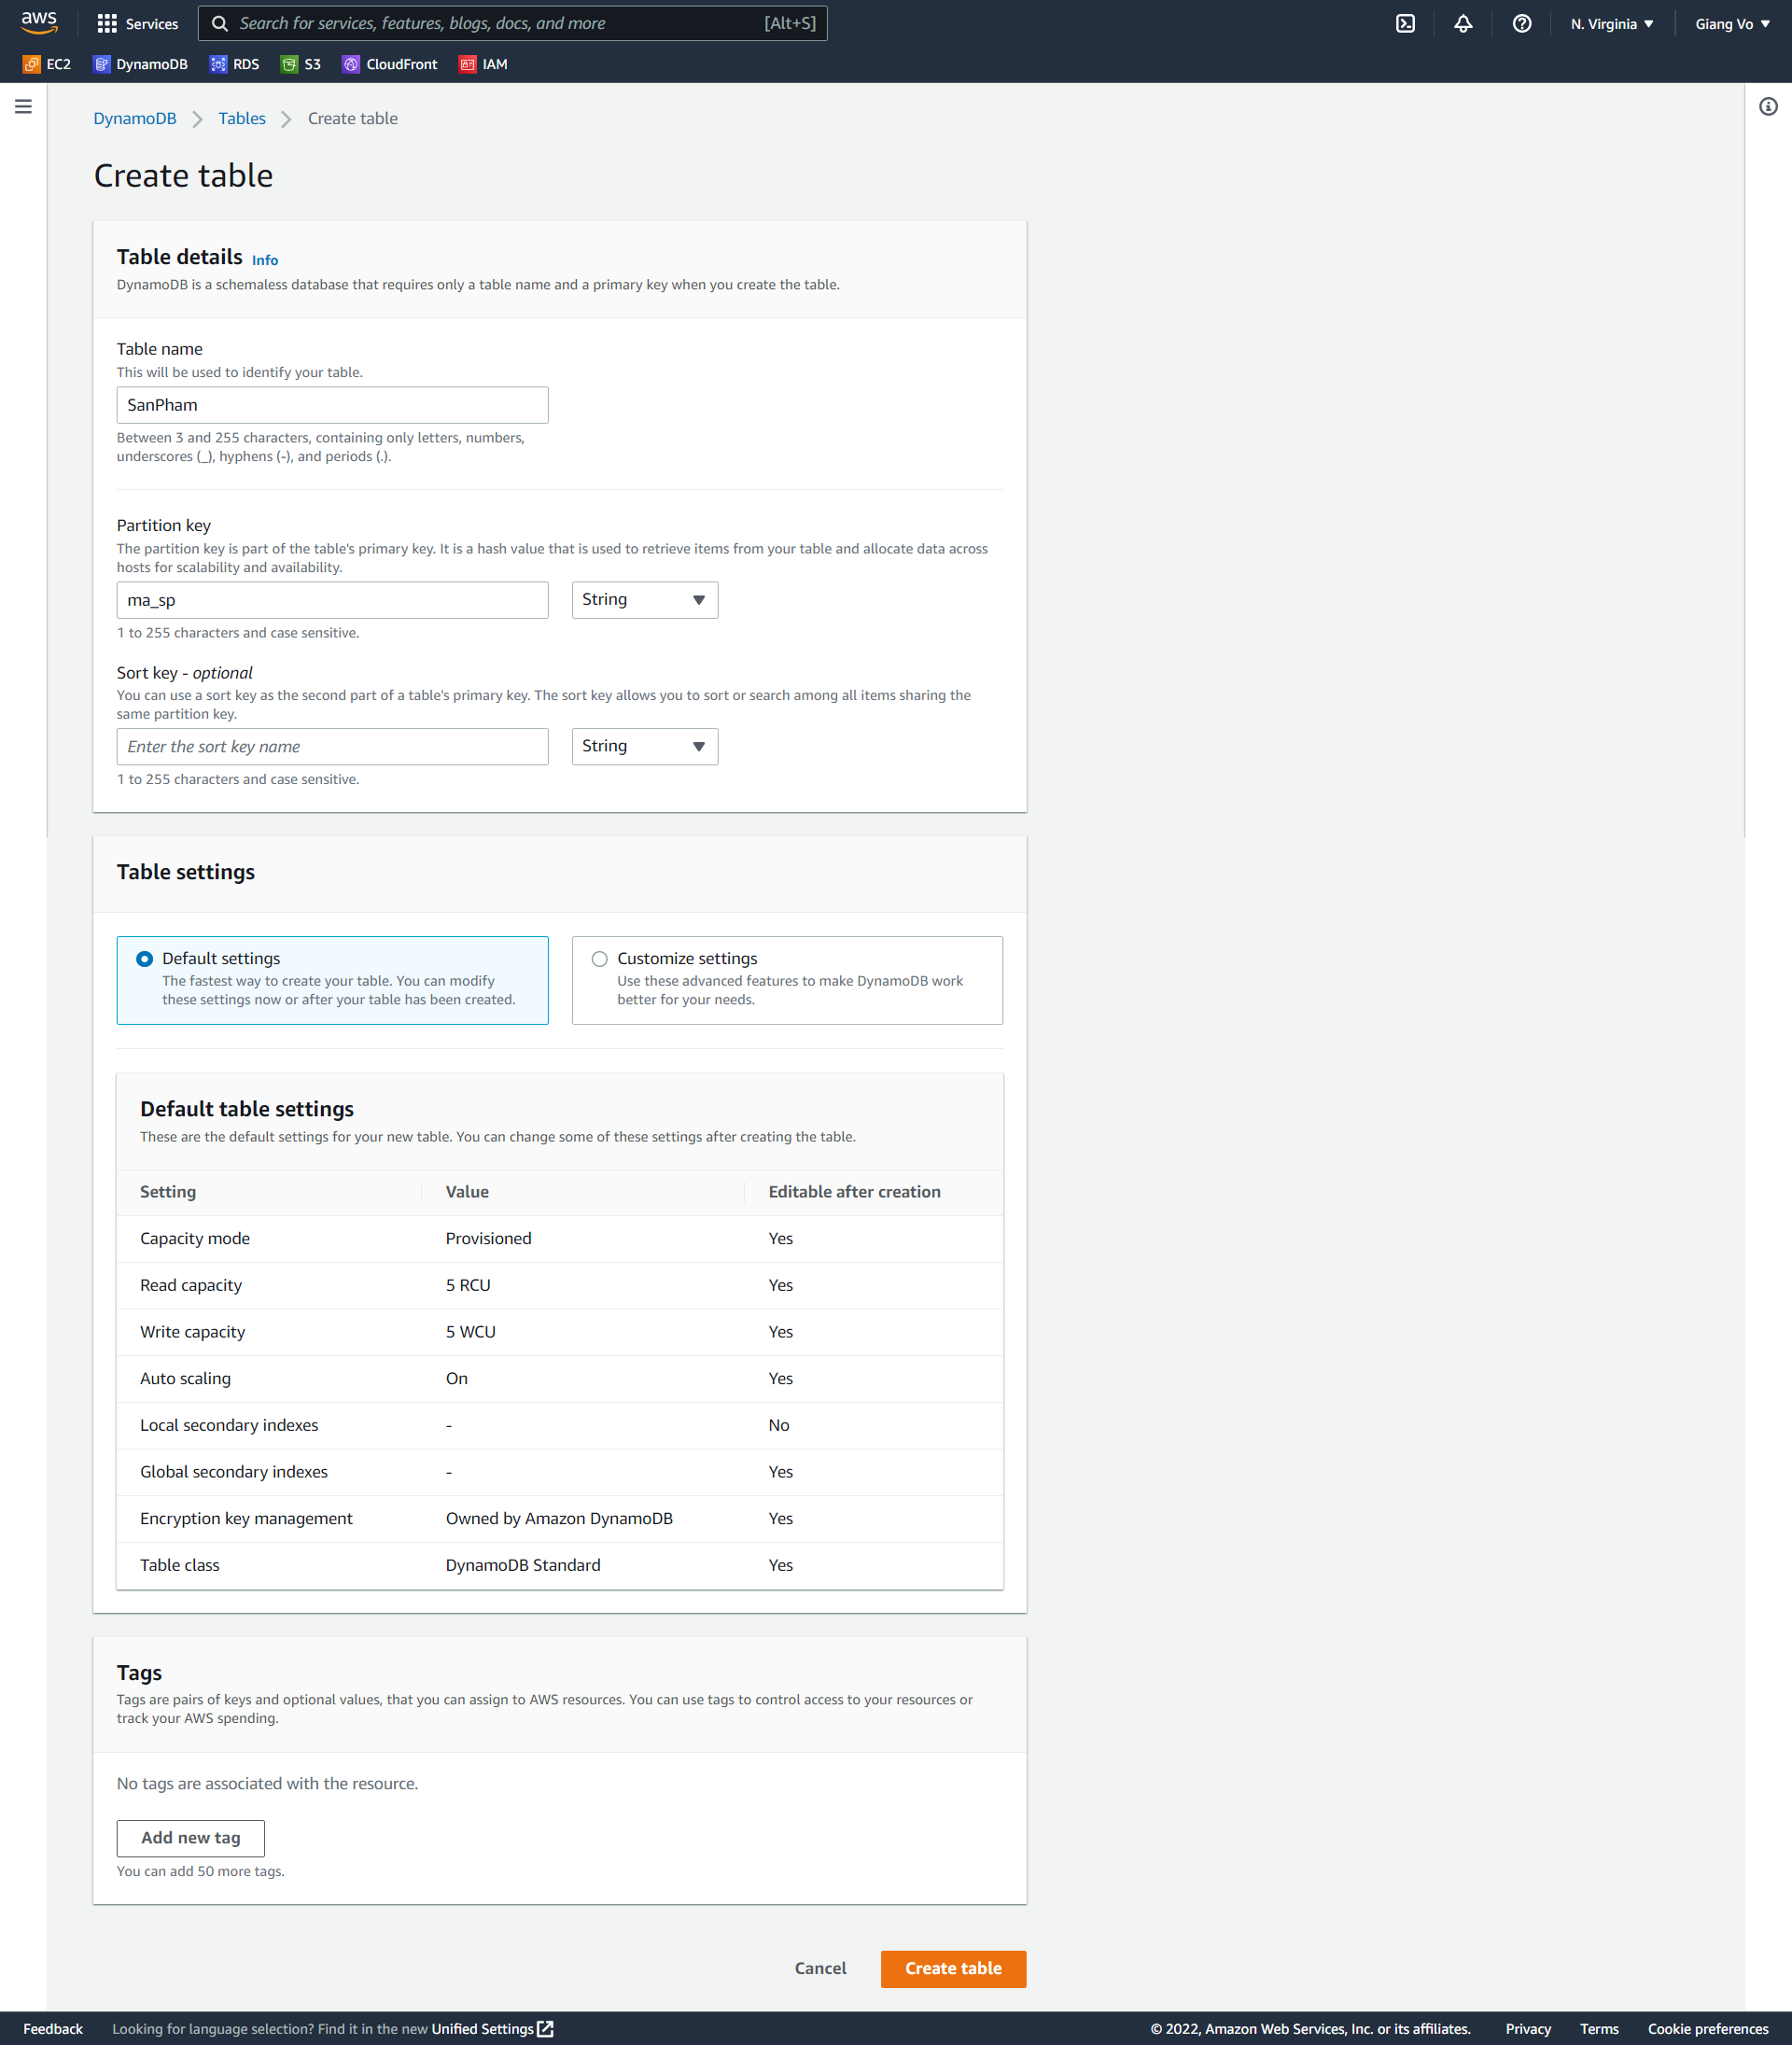 aws
Services
Search for services, features, blogs, docs, and more
[Alt+S]
N. Virginia
Giang Vo
EC2
DynamoDB
RDS
S3
CloudFront
IAM
DynamoDB
Tables
Create table
Create table
Table details Info
DynamoDB is a schemaless database that requires only a table name and a primary key when you create the table.
Table name
This will be used to identify your table.
SanPham
Between 3 and 255 characters, containing only letters, numbers,
underscores (_), hyphens (-), and periods (.).
Partition key
The partition key is part of the table's primary key. It is a hash value that is used to retrieve items from your table and allocate data across
hosts for scalability and availability.
ma_sp
String
1 to 255 characters and case sensitive.
Sort key - optional
You can use a sort key as the second part of a table's primary key. The sort key allows you to sort or search among all items sharing the
same partition key.
Enter the sort key name
String
1 to 255 characters and case sensitive.
Table settings
Default settings
The fastest way to create your table. You can modify
these settings now or after your table has been created.
Customize settings
Use these advanced features to make DynamoDB work
better for your needs.
Default table settings
These are the default settings for your new table. You can change some of these settings after creating the table.
Setting Value Editable after creation
Capacity mode Provisioned Yes
Read capacity 5 RCU Yes
Write capacity 5 WCU Yes
Auto scaling On Yes
Local secondary indexes - No
Global secondary indexes - Yes
Encryption key management Owned by Amazon DynamoDB Yes
Table class DynamoDB Standard Yes
Tags
Tags are pairs of keys and optional values, that you can assign to AWS resources. You can use tags to control access to your resources or
track your AWS spending.
No tags are associated with the resource.
Add new tag
You can add 50 more tags.
Cancel
Create table
Feedback
Looking for language selection? Find it in the new Unified Settings
© 2022, Amazon Web Services, Inc. or its affiliates.
Privacy
Terms
Cookie preferences